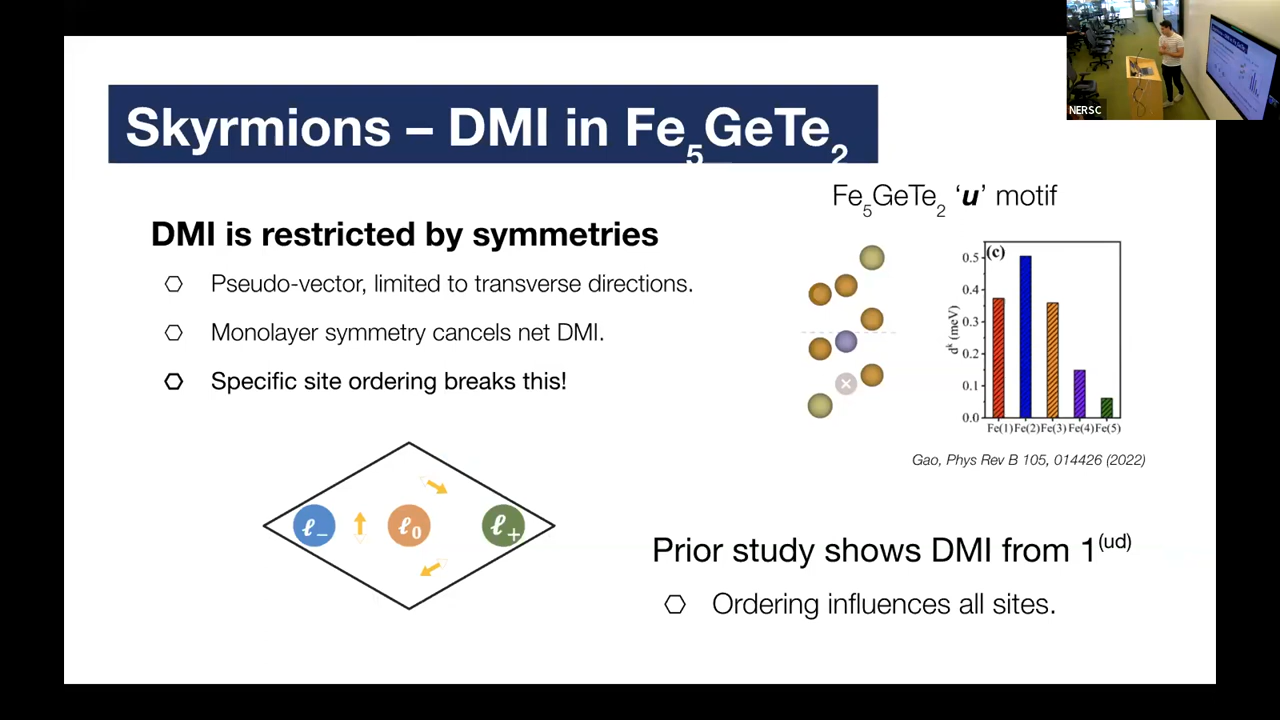 NERSC
Skyrmions – DMI in Fe5GeTe2
DMI is restricted by symmetries
Pseudo-vector, limited to transverse directions.
Monolayer symmetry cancels net DMI.
Specific site ordering breaks this!
ℓ− ℓ0 ℓ+
Fe5GeTe2 ‘u’ motif
(c)
0.5
0.4
0.3
0.2
0.1
0.0
dᵏ (meV)
Fe(1) Fe(2) Fe(3) Fe(4) Fe(5)
Gao, Phys Rev B 105, 014426 (2022)
Prior study shows DMI from 1(ud)
Ordering influences all sites.